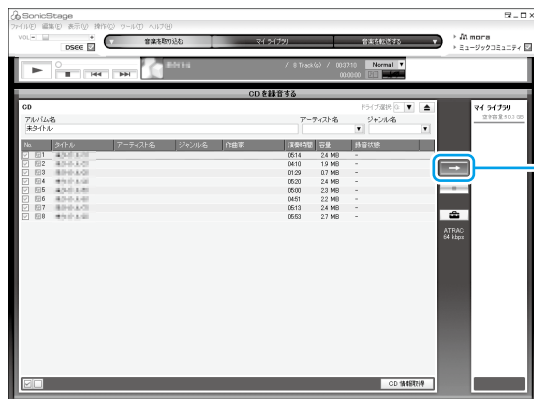 SonicStage
ファイル(F) 編集(E) 表示(V) 操作(C) ツール(T) ヘルプ(H)
VOL − +
DSEE
音楽を取り込む
マイ ライブラリ
音楽を転送する
more
ミュージックコミュニティ
/ 8 Track(s) / 00:37:10 Normal
00:00:00
CDを録音する
CD
ドライブ選択
アルバム名 アーティスト名 ジャンル名
未タイトル
マイ ライブラリ
No. タイトル アーティスト名 ジャンル名 作曲家 演奏時間 容量 録音状態
1 05:14 2.4 MB −
2 04:10 1.9 MB −
3 01:29 0.7 MB −
4 05:20 2.4 MB −
5 05:00 2.3 MB −
6 04:51 2.2 MB −
7 05:13 2.4 MB −
8 05:53 2.7 MB −
ATRAC
64 kbps
CD 情報取得